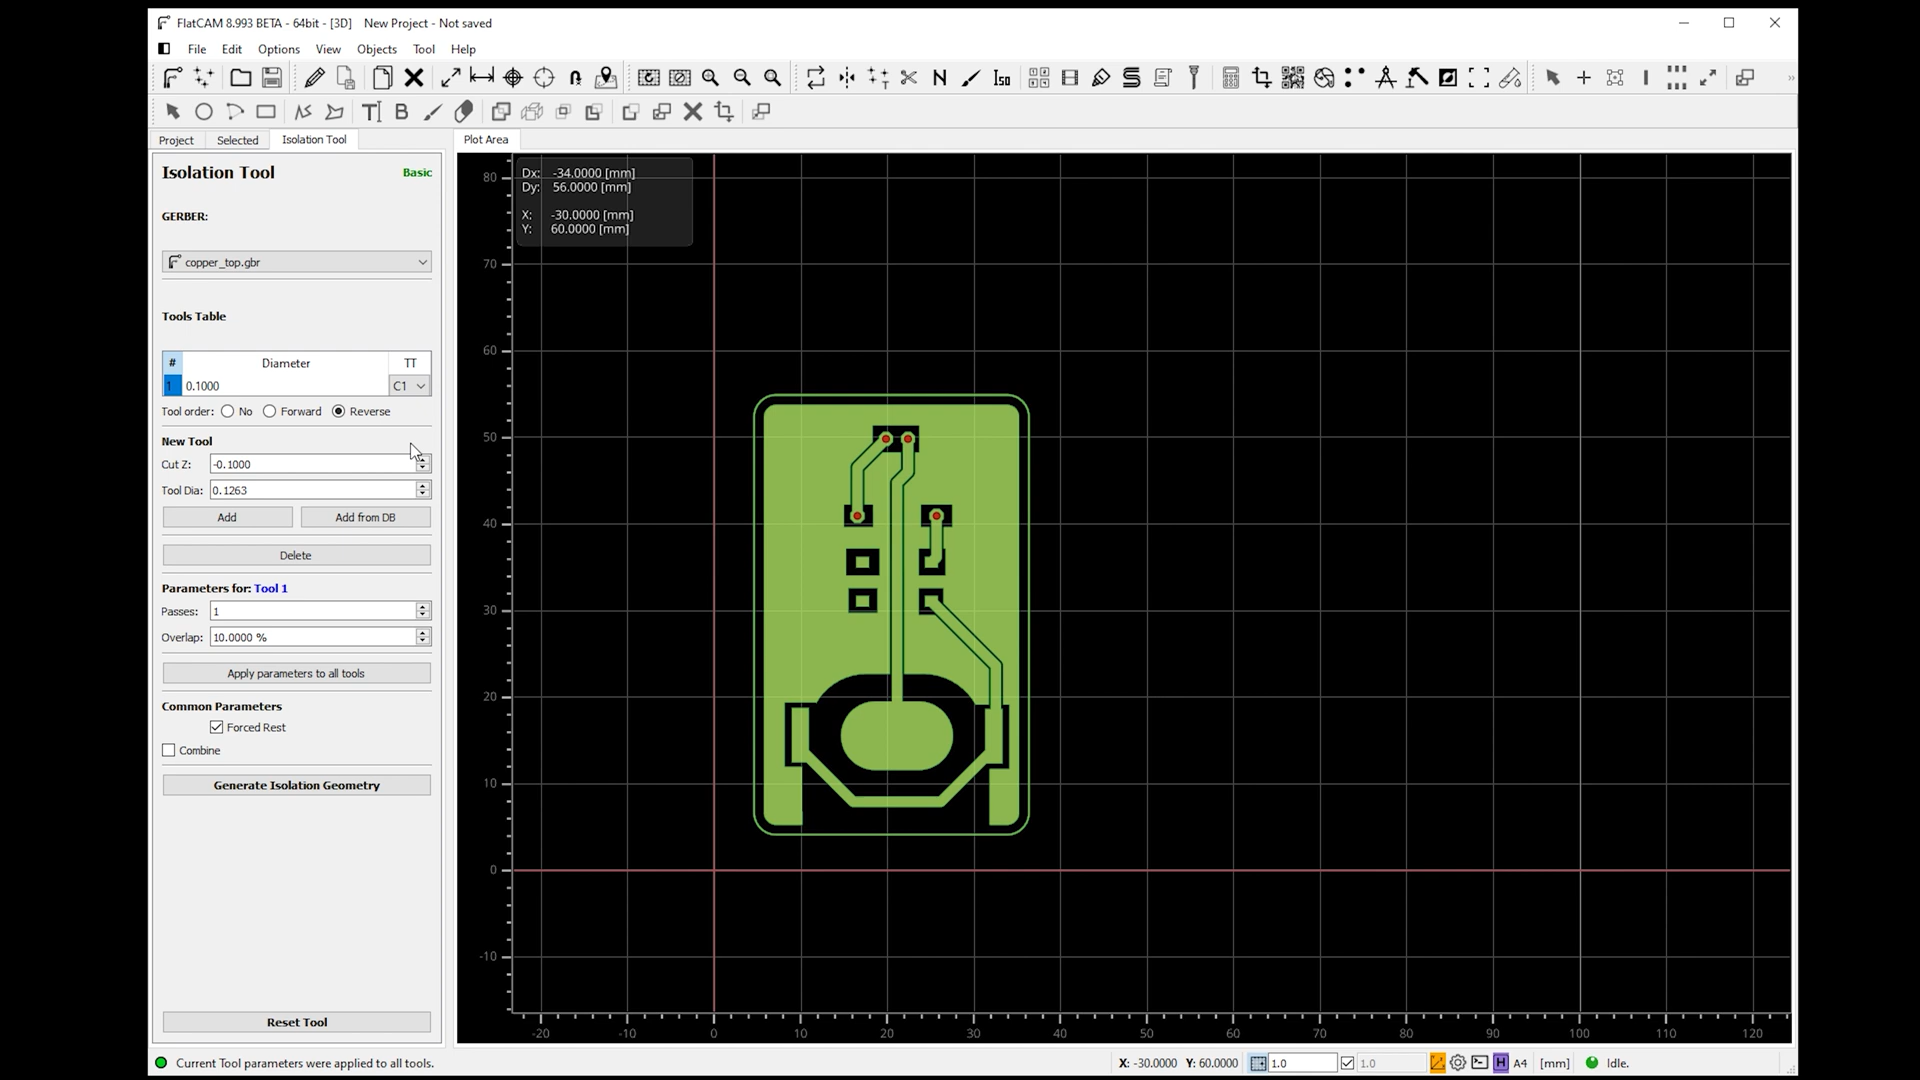 FlatCAM 8.993 BETA - 64bit - [3D] New Project - Not saved
File Edit Options View Objects Tool Help
Project Selected Isolation Tool Plot Area
Isolation Tool Basic
GERBER:
copper_top.gbr
Tools Table
# Diameter TT
1 0.1000 C1
Tool order: No Forward Reverse
New Tool
Cut Z: -0.1000
Tool Dia: 0.1263
Add Add from DB
Delete
Parameters for: Tool 1
Passes: 1
Overlap: 10.0000 %
Apply parameters to all tools
Common Parameters
Forced Rest
Combine
Generate Isolation Geometry
Reset Tool
Dx: -34.0000 [mm]
Dy: 56.0000 [mm]
X: -30.0000 [mm]
Y: 60.0000 [mm]
80
70
60
50
40
30
20
10
0
-10
-20 -10 0 10 20 30 40 50 60 70 80 90 100 110 120
Current Tool parameters were applied to all tools. X: -30.0000 Y: 60.0000 1.0 1.0 H A4 [mm] Idle.